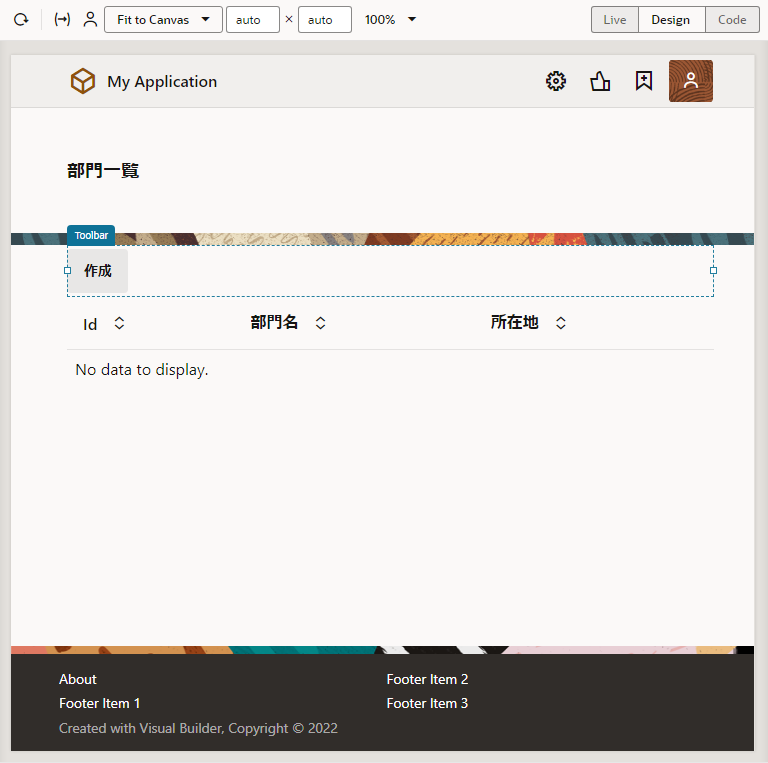 Fit to Canvas auto × auto 100% Live Design Code
My Application
部門一覧
Toolbar
作成
Id 部門名 所在地
No data to display.
About Footer Item 2
Footer Item 1 Footer Item 3
Created with Visual Builder, Copyright © 2022